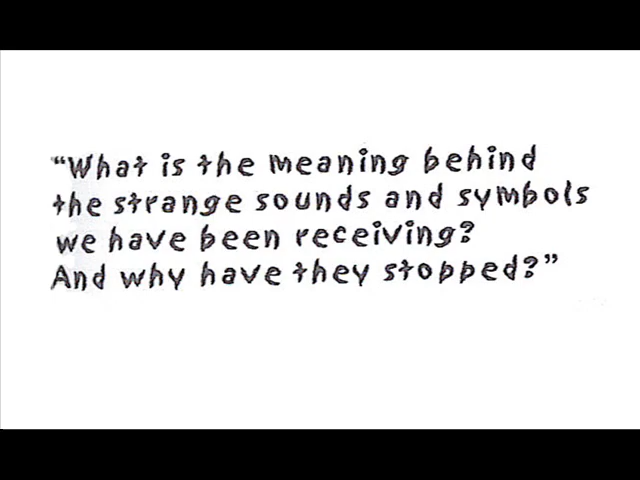 “What is the meaning behind
the strange sounds and symbols
we have been receiving?
And why have they stopped?”